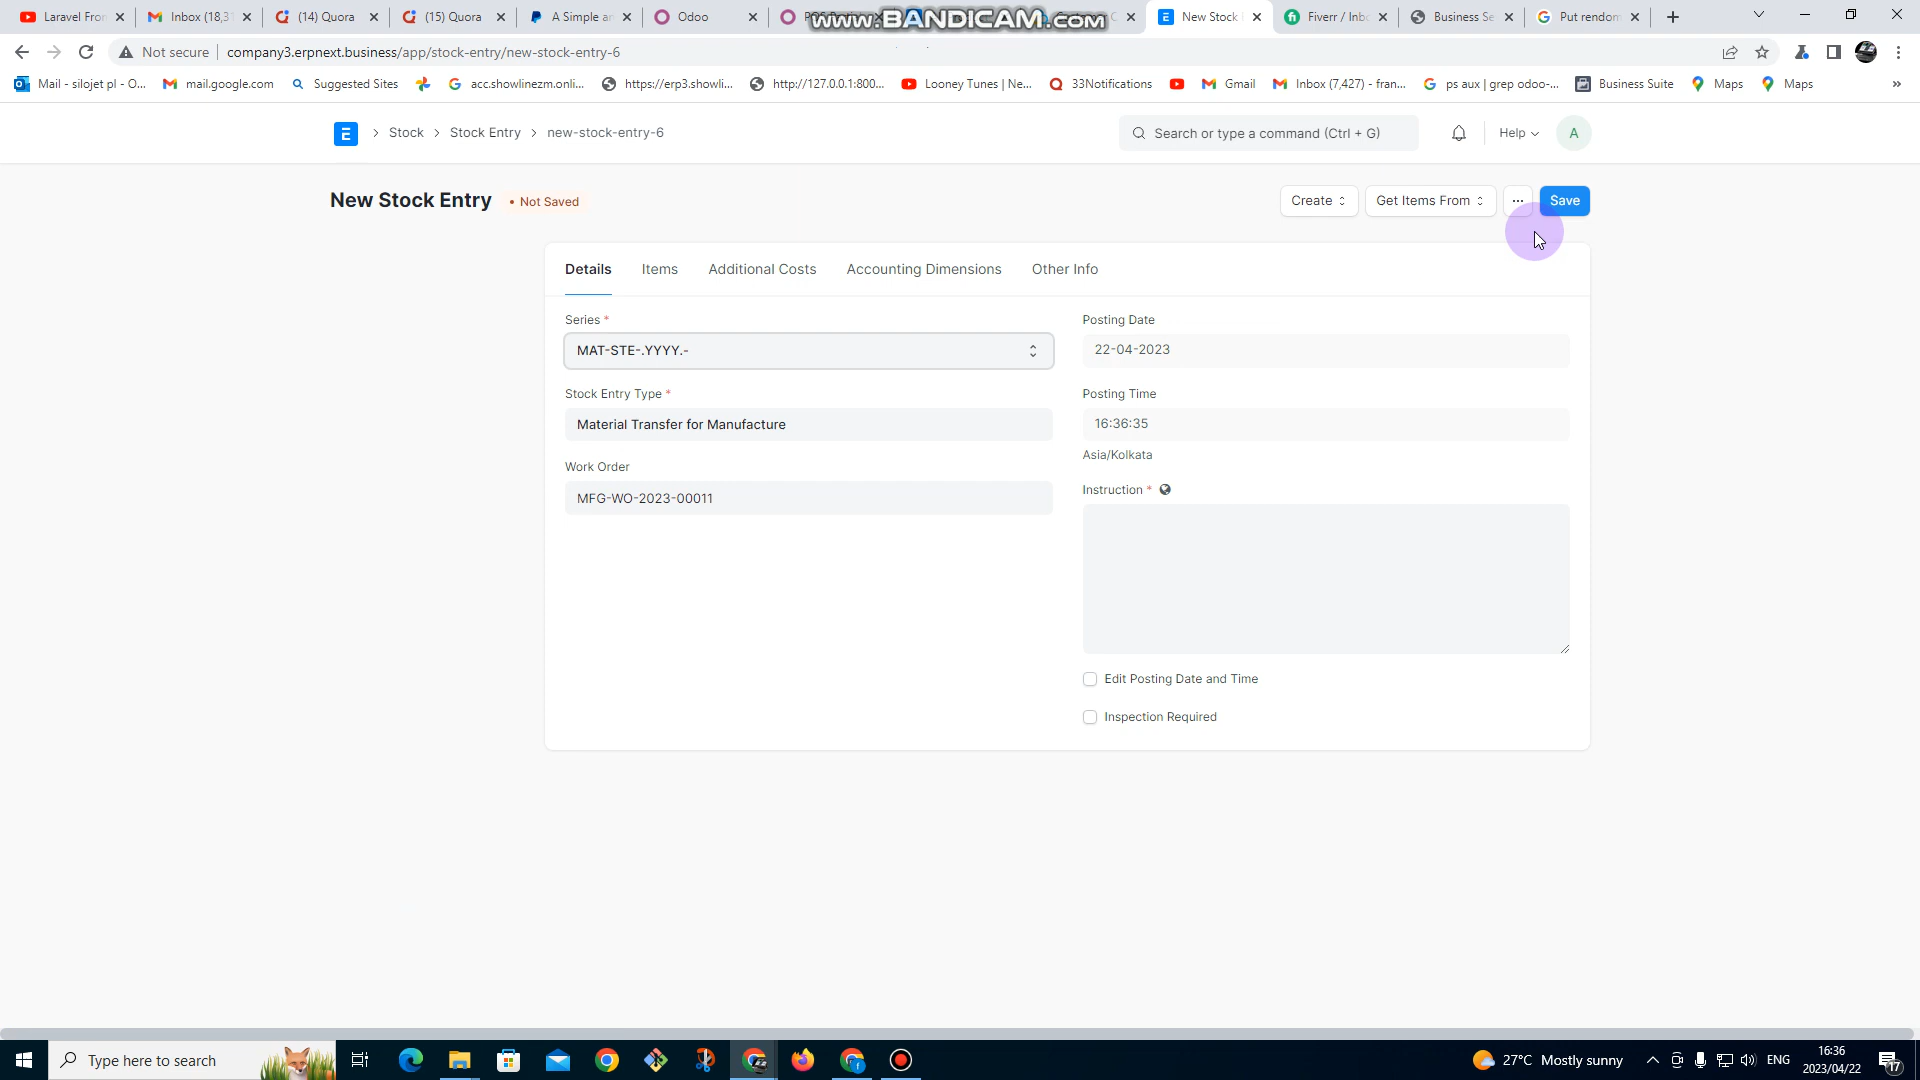 Laravel Fron
Inbox (18,31
(14) Quora
(15) Quora
A Simple an
Odoo
www.BANDICAM.com
New Stock
Fiverr / Inbo
Business Se
Put rendom
Not secure
company3.erpnext.business/app/stock-entry/new-stock-entry-6
Mail - silojet pl - O...
mail.google.com
Suggested Sites
acc.showlinezm.onli...
https://erp3.showli...
http://127.0.0.1:800...
Looney Tunes | Ne...
33Notifications
Gmail
Inbox (7,427) - fran...
ps aux | grep odoo-...
Business Suite
Maps
Maps
»
E
Stock
Stock Entry
new-stock-entry-6
Search or type a command (Ctrl + G)
Help
A
New Stock Entry
• Not Saved
Create
Get Items From
...
Save
Details
Items
Additional Costs
Accounting Dimensions
Other Info
Series *
MAT-STE-.YYYY.-
Stock Entry Type *
Material Transfer for Manufacture
Work Order
MFG-WO-2023-00011
Posting Date
22-04-2023
Posting Time
16:36:35
Asia/Kolkata
Instruction *
Edit Posting Date and Time
Inspection Required
Type here to search
27°C Mostly sunny
ENG
16:36
2023/04/22
17